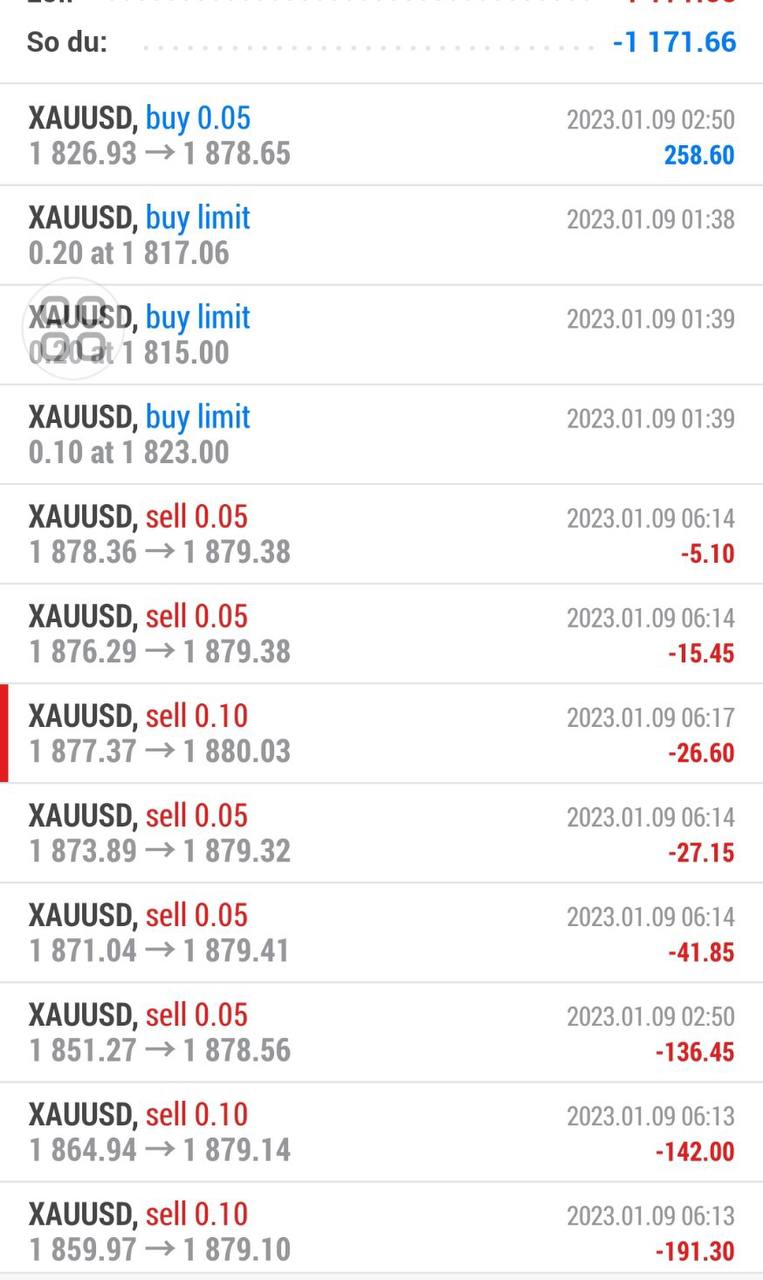 So du: -1 171.66
XAUUSD, buy 0.05 2023.01.09 02:50
1 826.93 → 1 878.65 258.60
XAUUSD, buy limit 2023.01.09 01:38
0.20 at 1 817.06
XAUUSD, buy limit 2023.01.09 01:39
0.20 at 1 815.00
XAUUSD, buy limit 2023.01.09 01:39
0.10 at 1 823.00
XAUUSD, sell 0.05 2023.01.09 06:14
1 878.36 → 1 879.38 -5.10
XAUUSD, sell 0.05 2023.01.09 06:14
1 876.29 → 1 879.38 -15.45
XAUUSD, sell 0.10 2023.01.09 06:17
1 877.37 → 1 880.03 -26.60
XAUUSD, sell 0.05 2023.01.09 06:14
1 873.89 → 1 879.32 -27.15
XAUUSD, sell 0.05 2023.01.09 06:14
1 871.04 → 1 879.41 -41.85
XAUUSD, sell 0.05 2023.01.09 02:50
1 851.27 → 1 878.56 -136.45
XAUUSD, sell 0.10 2023.01.09 06:13
1 864.94 → 1 879.14 -142.00
XAUUSD, sell 0.10 2023.01.09 06:13
1 859.97 → 1 879.10 -191.30